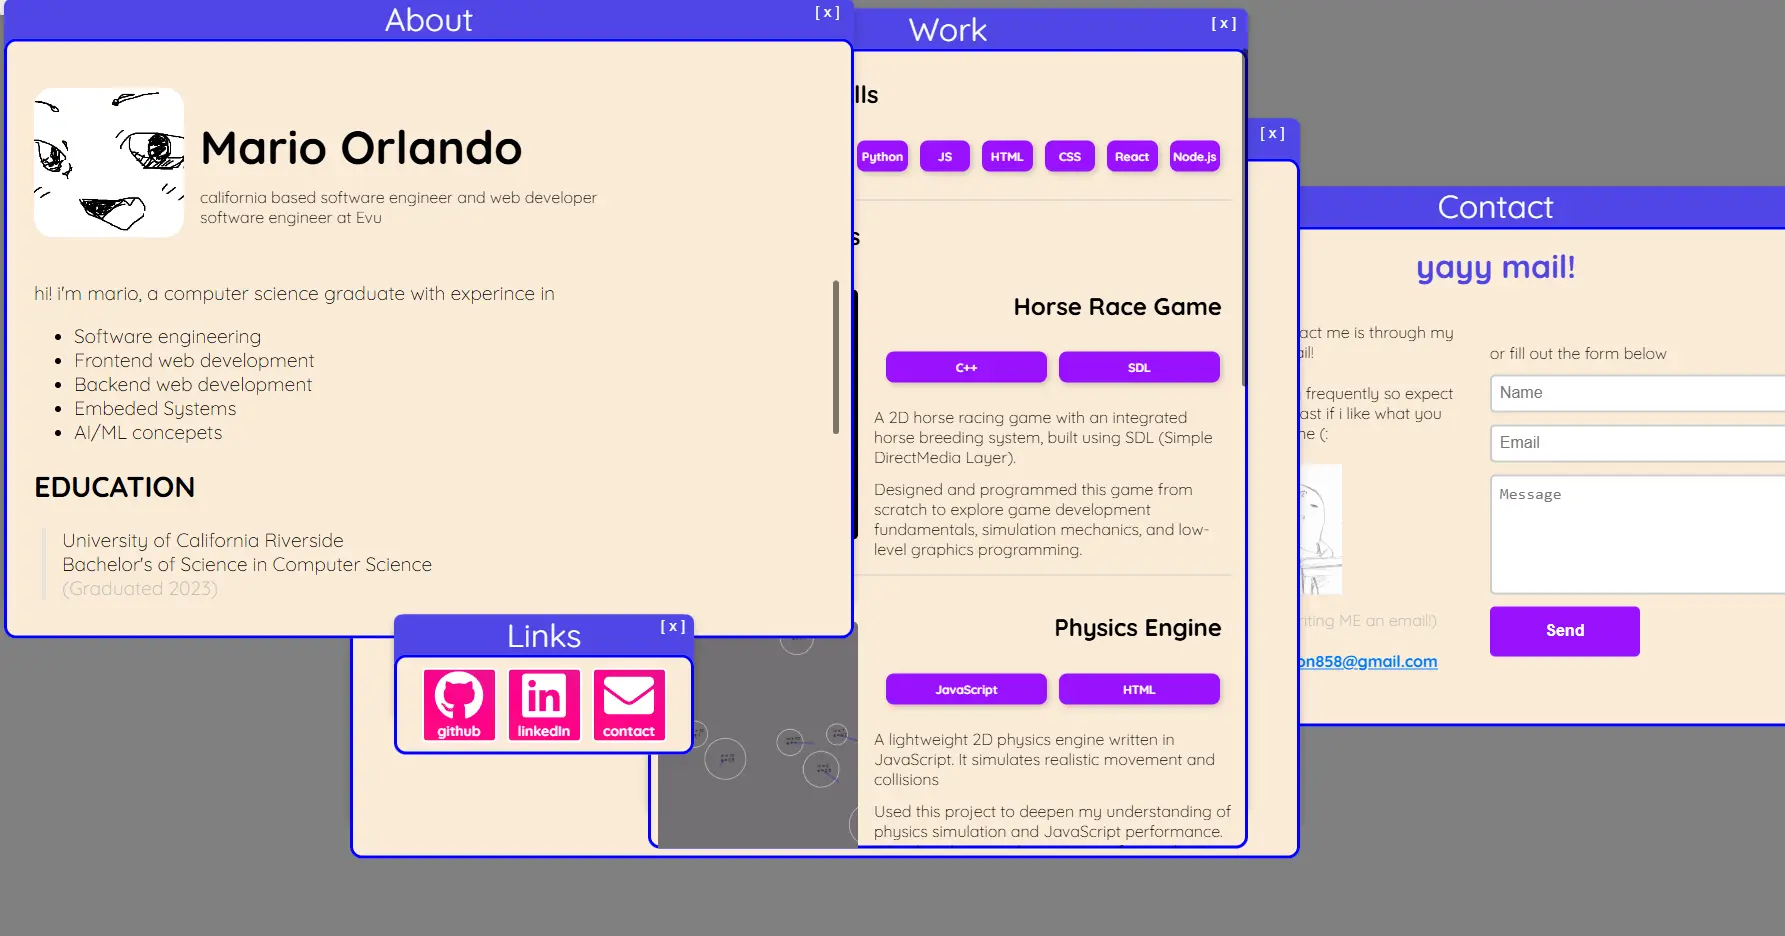 About
[x]
Mario Orlando
california based software engineer and web developer
software engineer at Evu
hi! i'm mario, a computer science graduate with experince in
Software engineering
Frontend web development
Backend web development
Embeded Systems
AI/ML concepets
EDUCATION
University of California Riverside
Bachelor's of Science in Computer Science
(Graduated 2023)
Links
[x]
github
linkedIn
contact
Work
[x]
lls
Python JS HTML CSS React Node.js
s
Horse Race Game
C++ SDL
A 2D horse racing game with an integrated
horse breeding system, built using SDL (Simple
DirectMedia Layer).
Designed and programmed this game from
scratch to explore game development
fundamentals, simulation mechanics, and low-
level graphics programming.
Physics Engine
JavaScript HTML
A lightweight 2D physics engine written in
JavaScript. It simulates realistic movement and
collisions
Used this project to deepen my understanding of
physics simulation and JavaScript performance.
[x]
Contact
yayy mail!
act me is through my
ail!
frequently so expect
ast if i like what you
ne (:
riting ME an email!)
on858@gmail.com
or fill out the form below
Name
Email
Message
Send